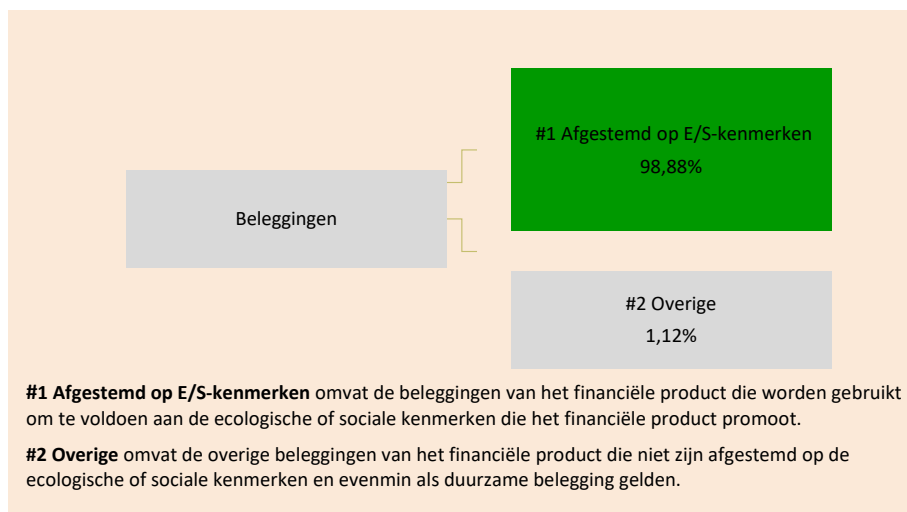 #1 Afgestemd op E/S-kenmerken
98,88%
Beleggingen
#2 Overige
1,12%
#1 Afgestemd op E/S-kenmerken omvat de beleggingen van het financiële product die worden gebruikt
om te voldoen aan de ecologische of sociale kenmerken die het financiële product promoot.
#2 Overige omvat de overige beleggingen van het financiële product die niet zijn afgestemd op de
ecologische of sociale kenmerken en evenmin als duurzame belegging gelden.